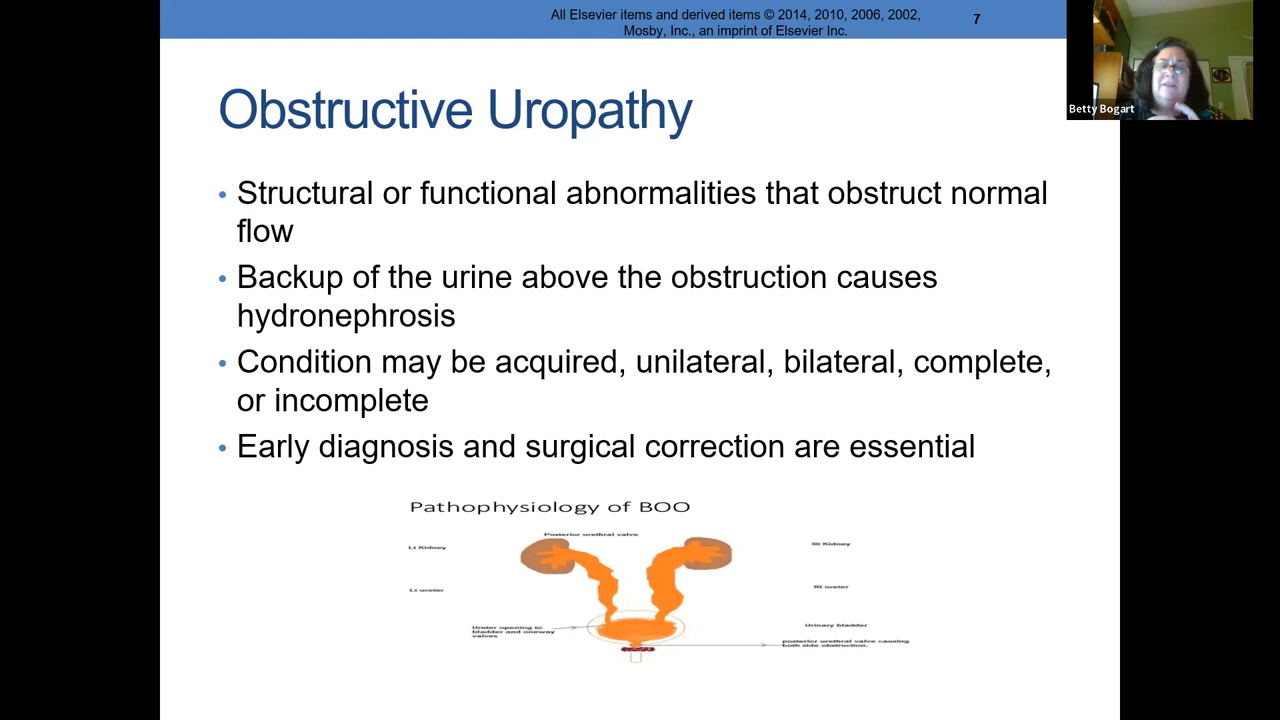 All Elsevier items and derived items © 2014, 2010, 2006, 2002,
Mosby, Inc., an imprint of Elsevier Inc.
7
Betty Bogart
Obstructive Uropathy
• Structural or functional abnormalities that obstruct normal
flow
• Backup of the urine above the obstruction causes
hydronephrosis
• Condition may be acquired, unilateral, bilateral, complete,
or incomplete
• Early diagnosis and surgical correction are essential
Pathophysiology of BOO
Posterior urethral valve
Lt Kidney
Rt Kidney
Lt ureter
Rt ureter
Ureter opening to
bladder and oneway
valves
Urinary bladder
posterior urethral valve causing
both side obstruction.